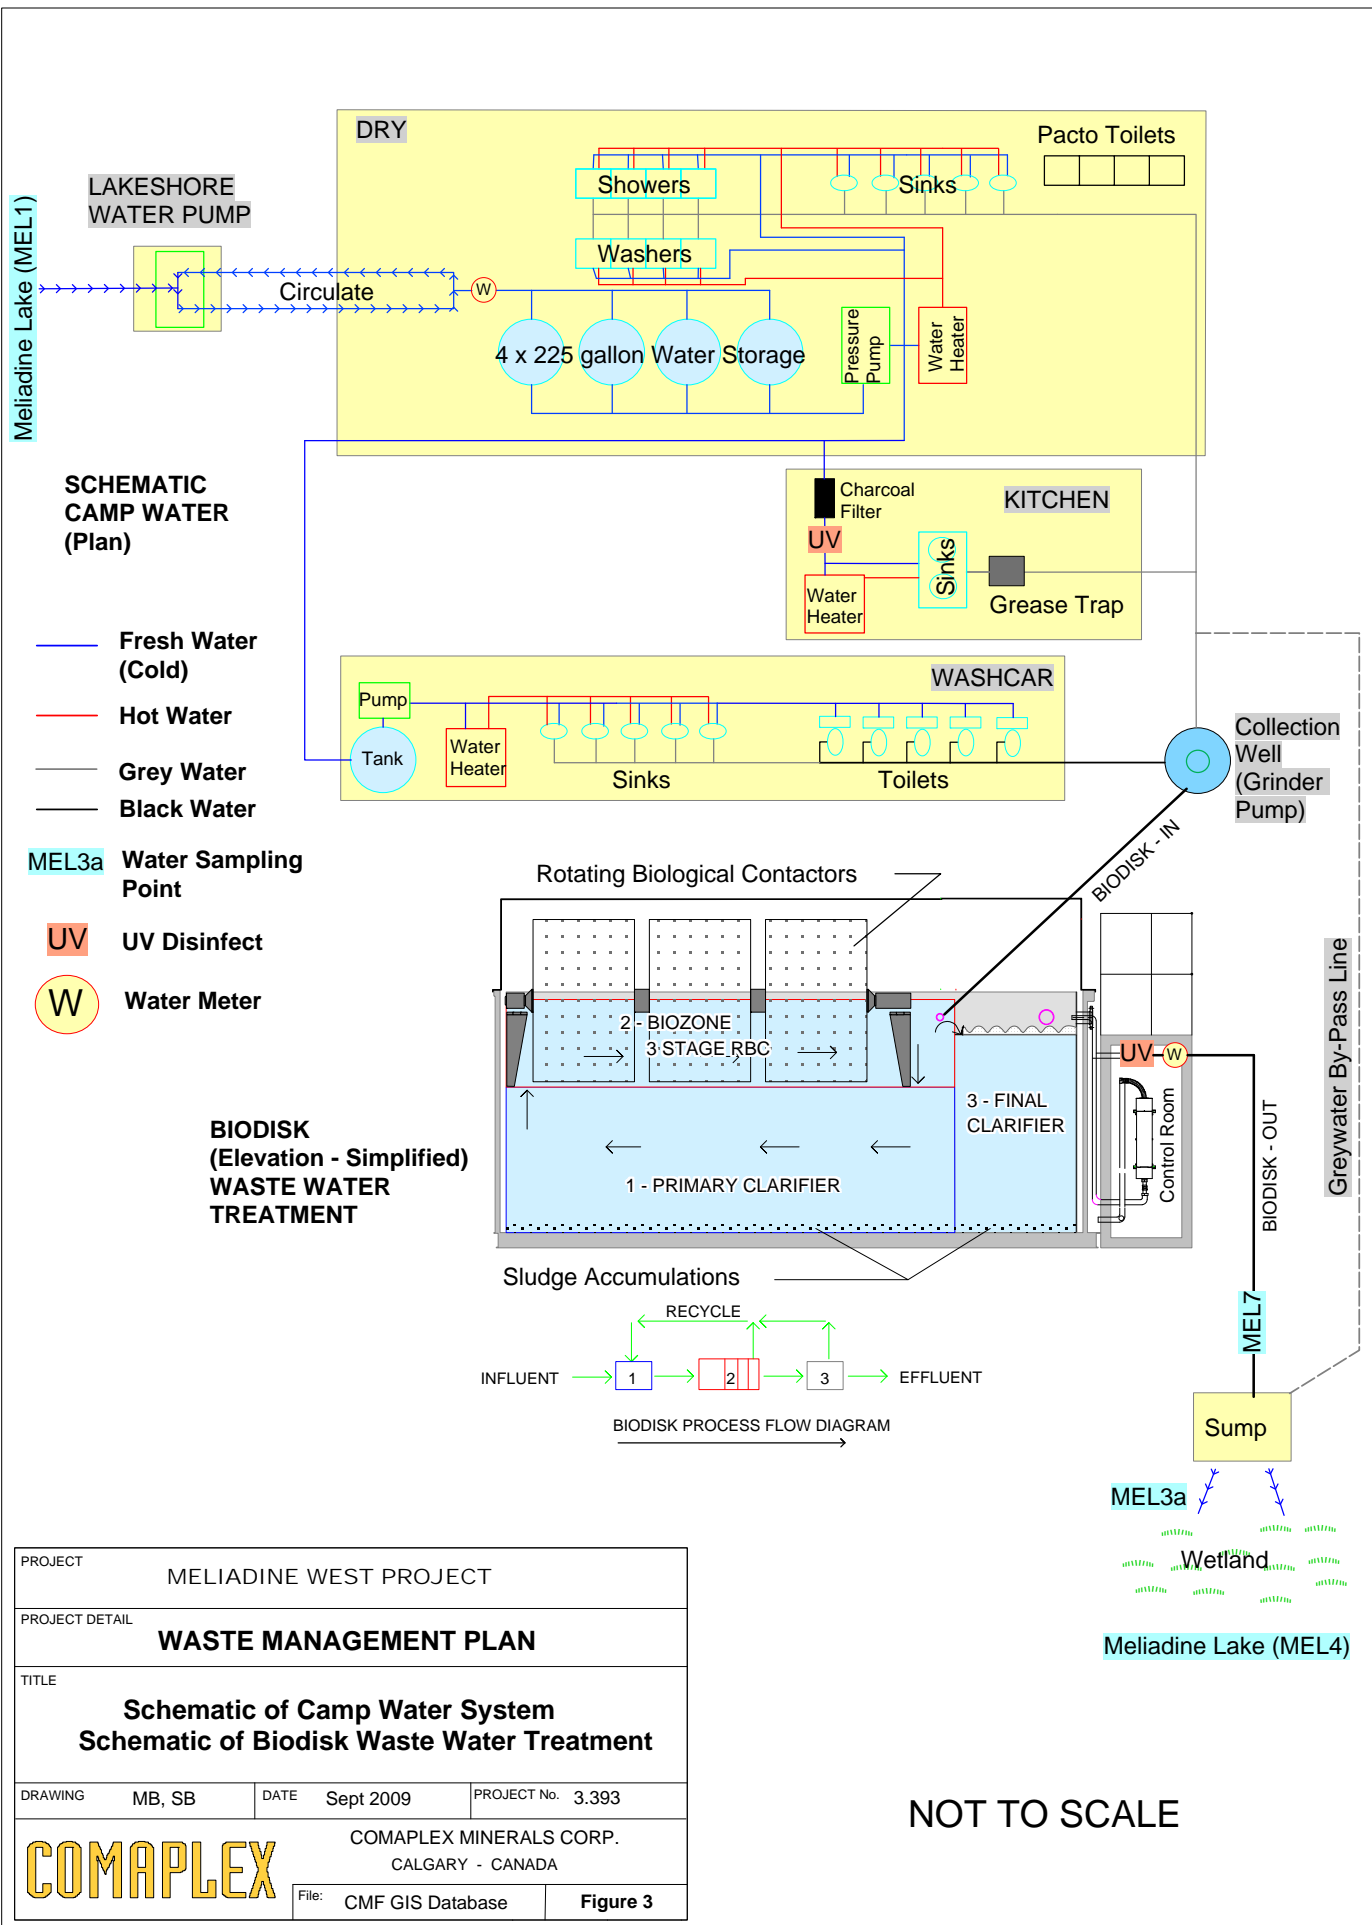 DRY
Pacto Toilets
Showers
Sinks
LAKESHORE
WATER PUMP
Meliadine Lake (MEL1)
Washers
Circulate
W
4 x 225 gallon Water Storage
Pressure
Pump
Water
Heater
SCHEMATIC
CAMP WATER
(Plan)
Charcoal
Filter
KITCHEN
UV
Sinks
Water
Heater
Grease Trap
Fresh Water
(Cold)
Hot Water
Grey Water
Black Water
MEL3a Water Sampling
Point
UV UV Disinfect
W Water Meter
WASHCAR
Pump
Tank
Water
Heater
Sinks
Toilets
Collection
Well
(Grinder
Pump)
BIODISK - IN
Rotating Biological Contactors
2 - BIOZONE
3 STAGE RBC
UV
W
3 - FINAL
CLARIFIER
Control Room
BIODISK - OUT
Greywater By-Pass Line
BIODISK
(Elevation - Simplified)
WASTE WATER
TREATMENT
1 - PRIMARY CLARIFIER
Sludge Accumulations
RECYCLE
INFLUENT
1
2
3
EFFLUENT
BIODISK PROCESS FLOW DIAGRAM
MEL7
Sump
MEL3a
Wetland
Meliadine Lake (MEL4)
PROJECT
MELIADINE WEST PROJECT
PROJECT DETAIL
WASTE MANAGEMENT PLAN
TITLE
Schematic of Camp Water System
Schematic of Biodisk Waste Water Treatment
DRAWING MB, SB DATE Sept 2009 PROJECT No. 3.393
COMAPLEX
COMAPLEX MINERALS CORP.
CALGARY - CANADA
File: CMF GIS Database Figure 3
NOT TO SCALE